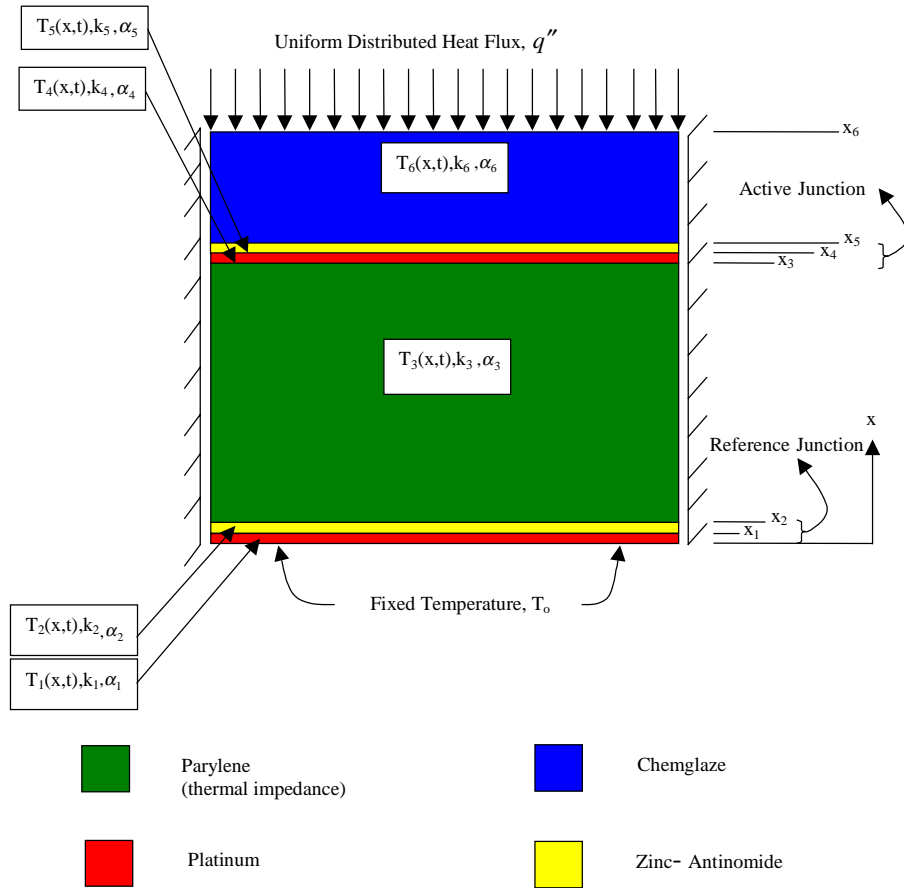 T₅(x,t),k₅,α₅
Uniform Distributed Heat Flux, q″
T₄(x,t),k₄,α₄
x₆
T₆(x,t),k₆,α₆
Active Junction
x₅
x₄
x₃
T₃(x,t),k₃,α₃
x
Reference Junction
x₂
x₁
Fixed Temperature, Tₒ
T₂(x,t),k₂,α₂
T₁(x,t),k₁,α₁
Parylene
(thermal impedance)
Chemglaze
Platinum
Zinc- Antinomide